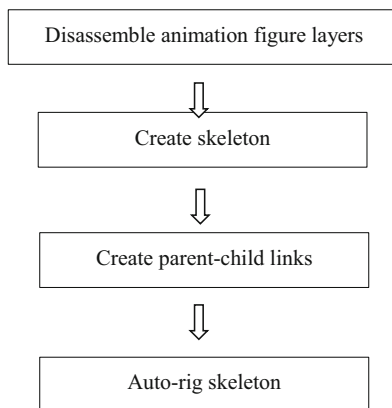 Disassemble animation figure layers
Create skeleton
Create parent-child links
Auto-rig skeleton